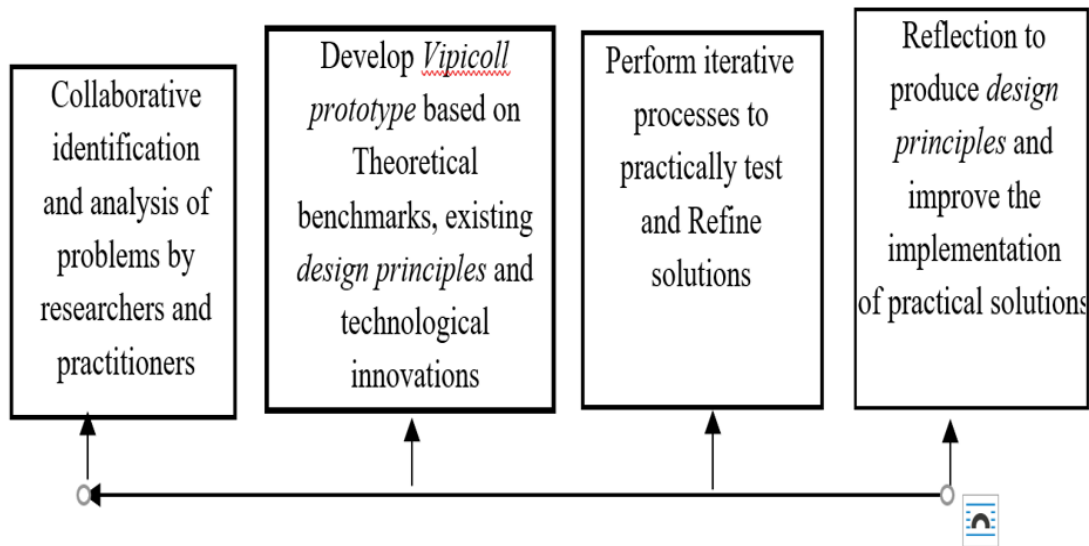 Collaborative
identification
and analysis of
problems by
researchers and
practitioners
Develop Vipicoll
prototype based on
Theoretical
benchmarks, existing
design principles and
technological
innovations
Perform iterative
processes to
practically test
and Refine
solutions
Reflection to
produce design
principles and
improve the
implementation
of practical solutions